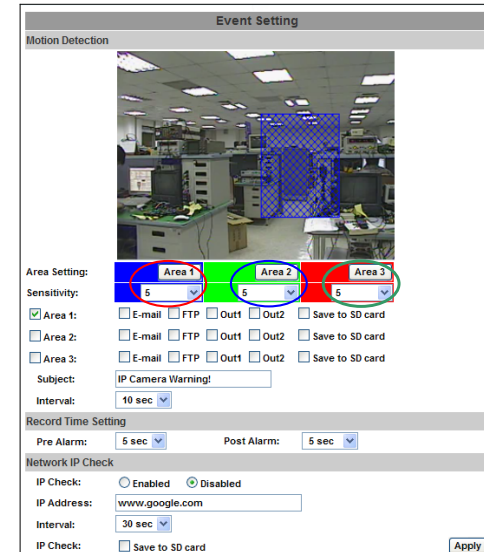 Event Setting
Motion Detection
Area Setting: Area 1 Area 2 Area 3
Sensitivity: 5 5 5
Area 1: E-mail FTP Out1 Out2 Save to SD card
Area 2: E-mail FTP Out1 Out2 Save to SD card
Area 3: E-mail FTP Out1 Out2 Save to SD card
Subject: IP Camera Warning!
Interval: 10 sec
Record Time Setting
Pre Alarm: 5 sec Post Alarm: 5 sec
Network IP Check
IP Check: Enabled Disabled
IP Address: www.google.com
Interval: 30 sec
IP Check: Save to SD card Apply